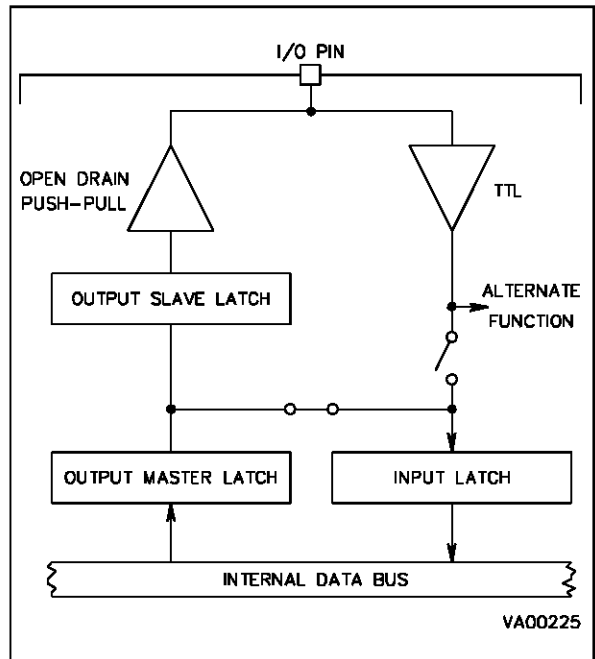 I/O PIN
OPEN DRAIN
PUSH-PULL
TTL
OUTPUT SLAVE LATCH
ALTERNATE
FUNCTION
OUTPUT MASTER LATCH
INPUT LATCH
INTERNAL DATA BUS
VA00225